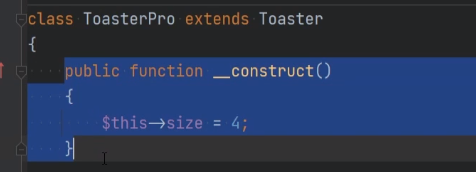 class ToasterPro extends Toaster
{
public function __construct()
{
$this->size = 4;
}